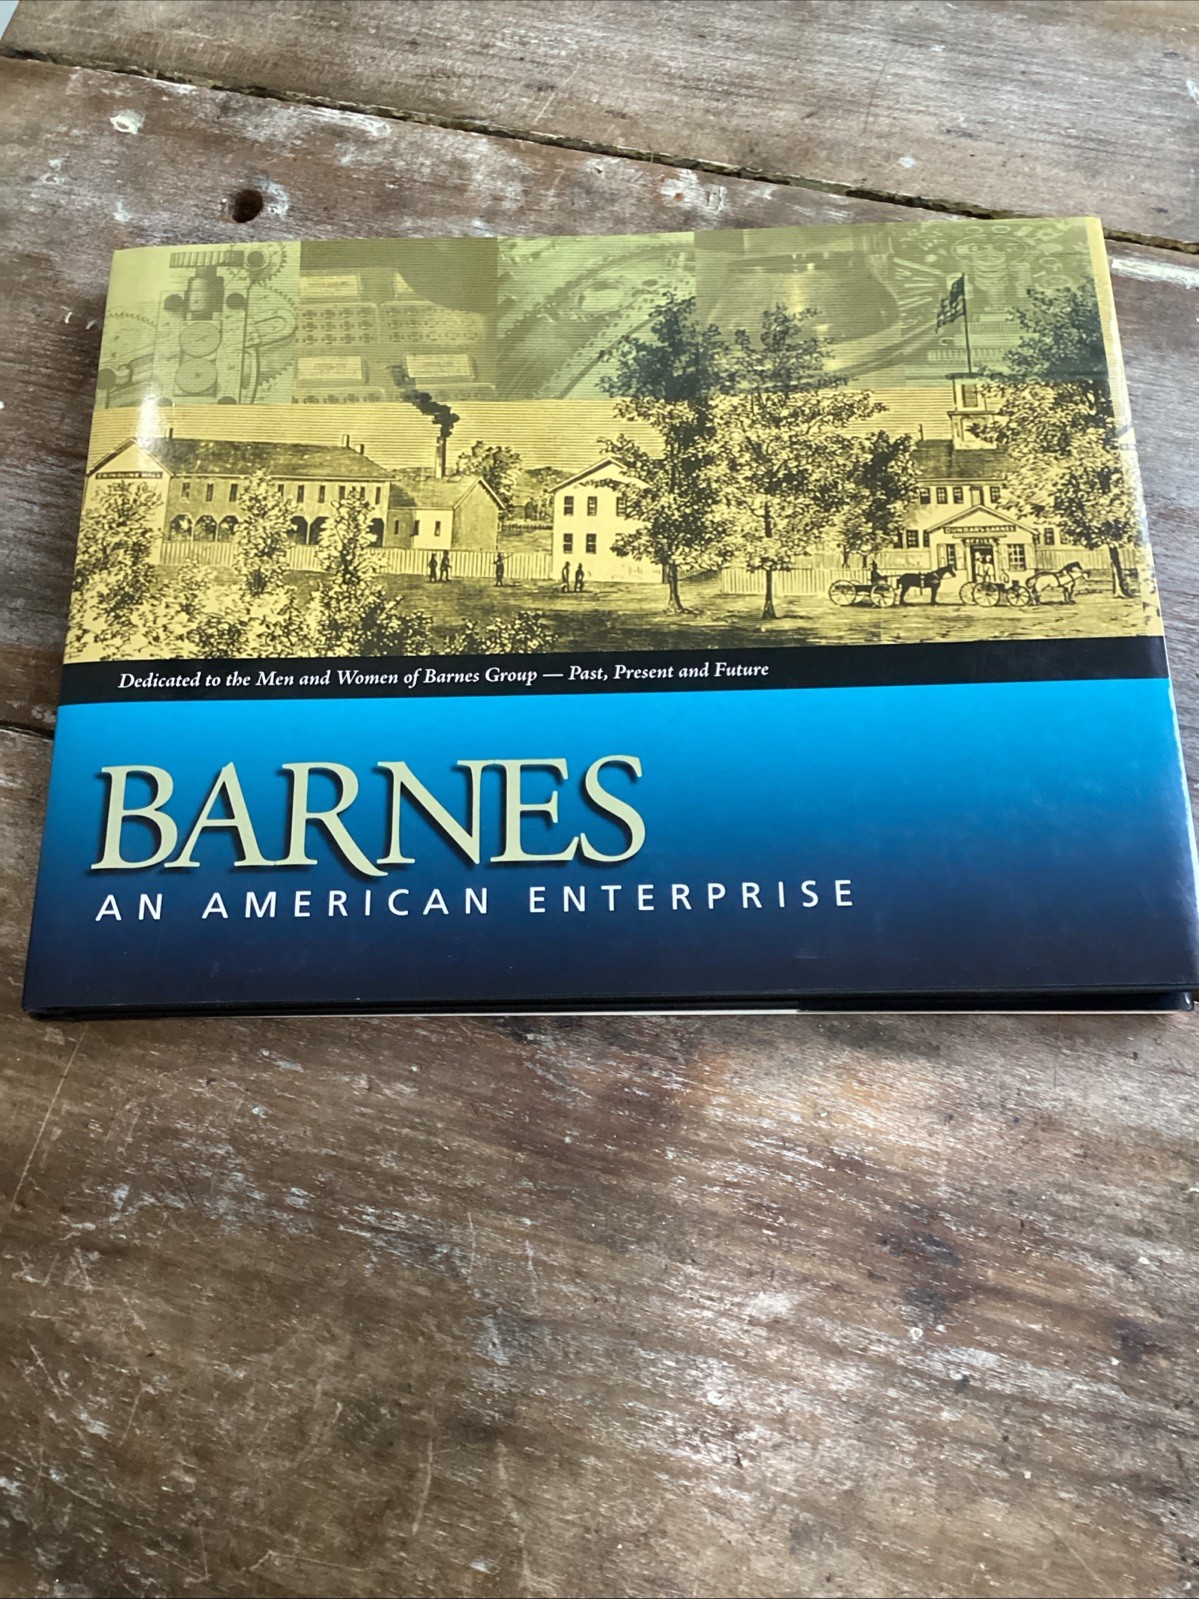 Dedicated to the Men and Women of Barnes Group — Past, Present and Future
BARNES
AN AMERICAN ENTERPRISE